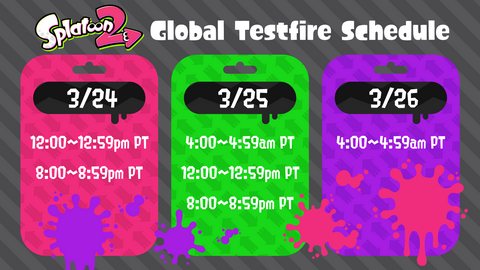 Splatoon 2 Global Testfire Schedule
3/24
12:00~12:59pm PT
8:00~8:59pm PT
3/25
4:00~4:59am PT
12:00~12:59pm PT
8:00~8:59pm PT
3/26
4:00~4:59am PT